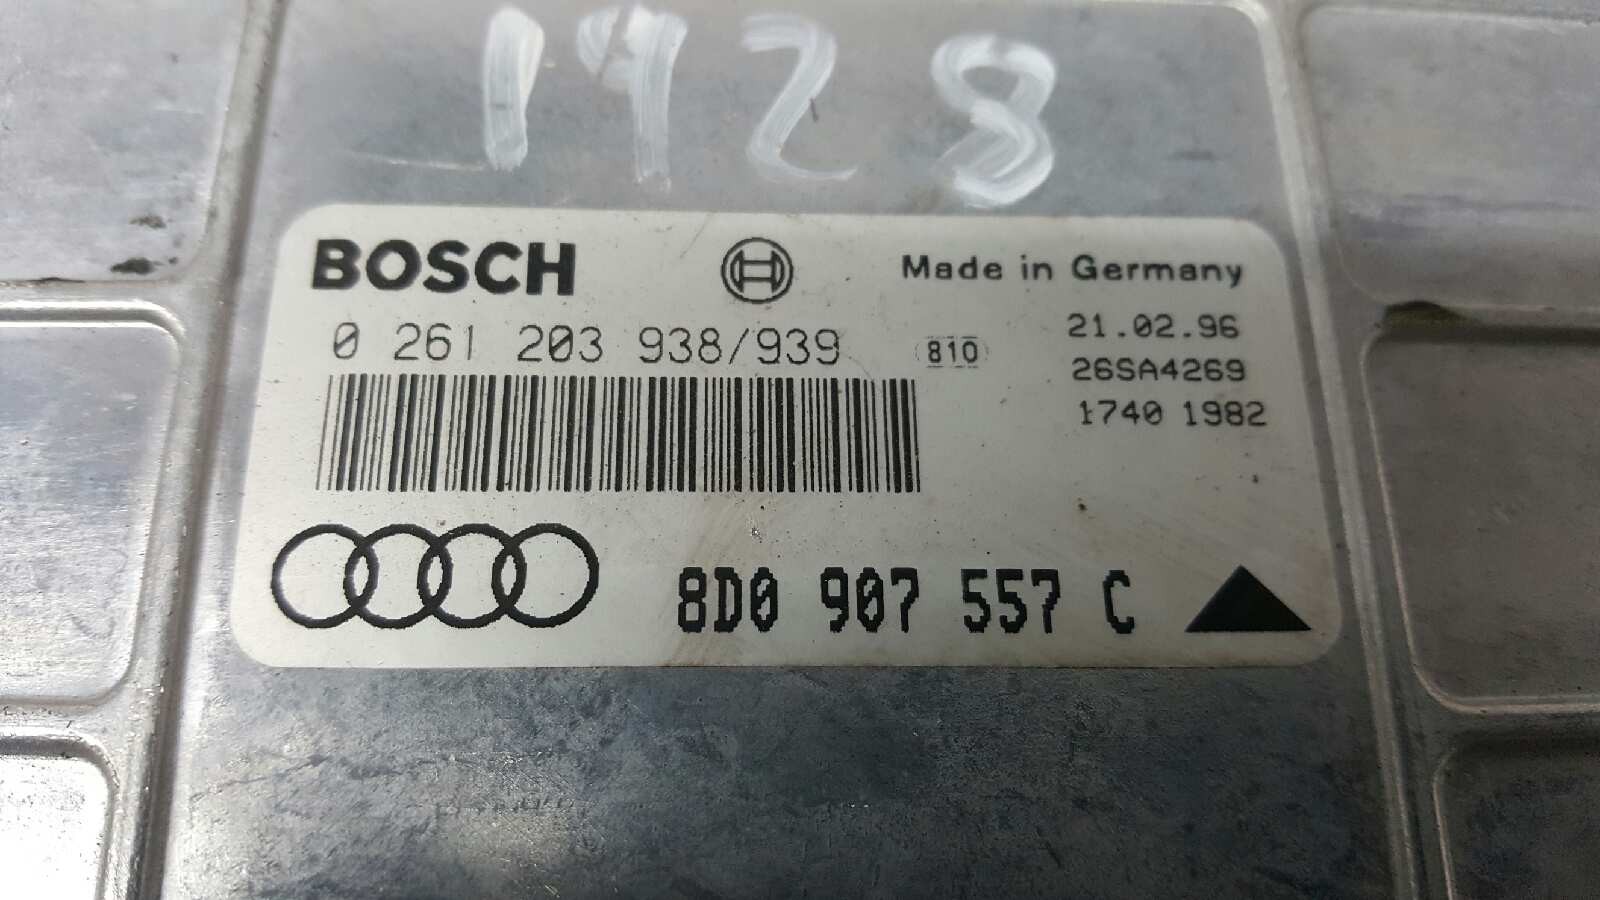 1928
BOSCH
Made in Germany
0 261 203 938/939
810
21.02.96
26SA4269
1740 1982
8D0 907 557 C